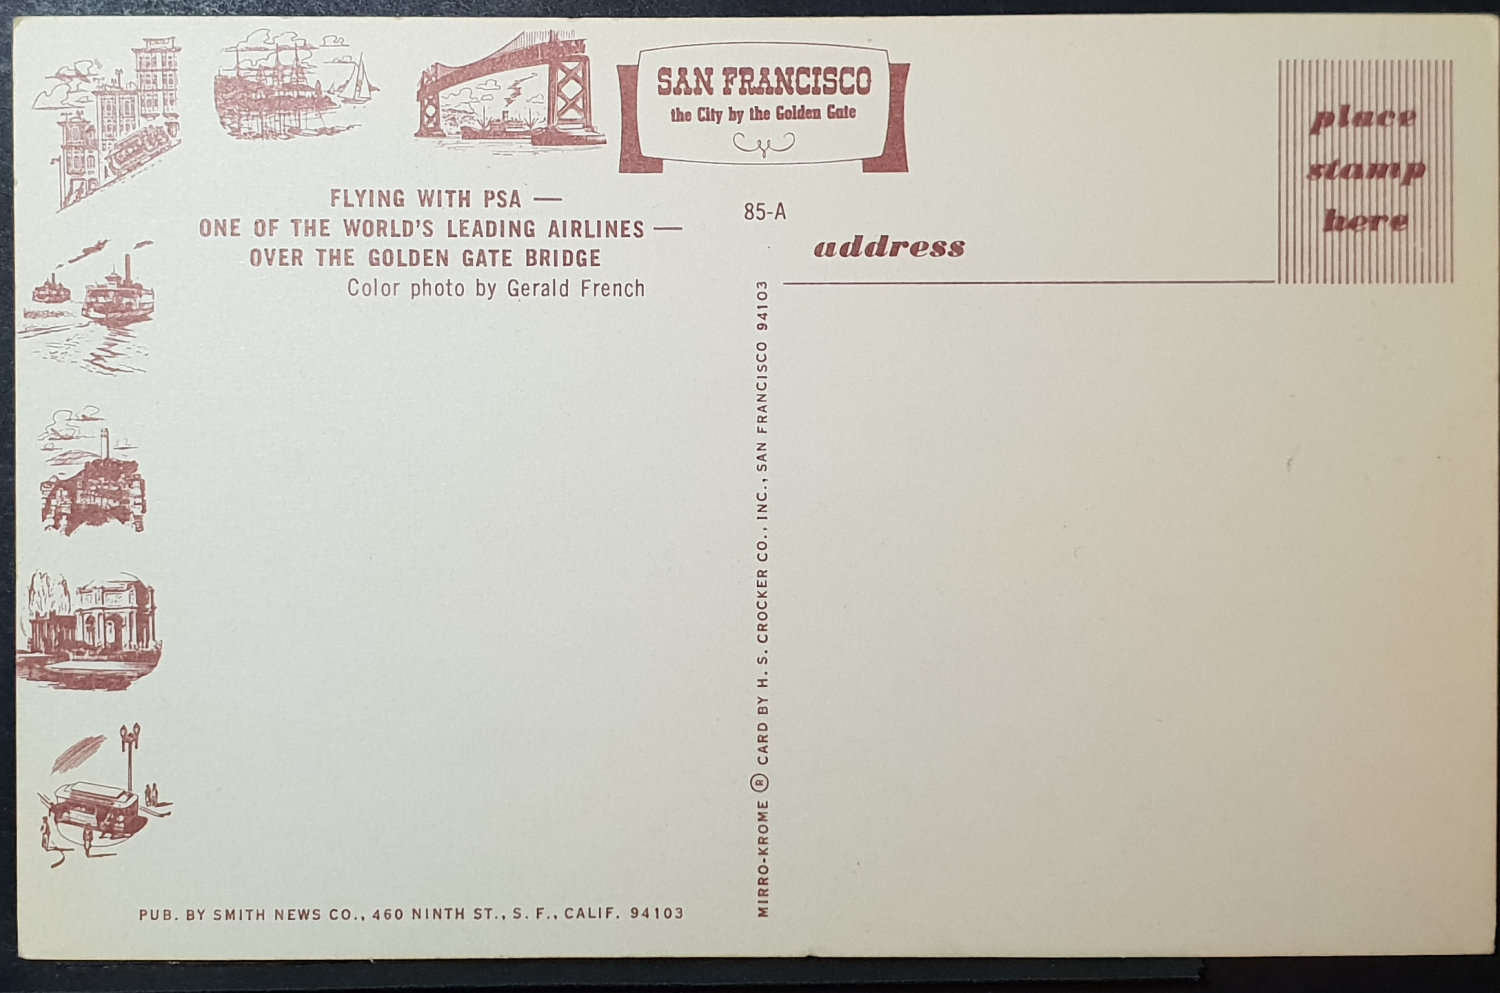 SAN FRANCISCO
the City by the Golden Gate
place
stamp
here
FLYING WITH PSA —
ONE OF THE WORLD'S LEADING AIRLINES —
OVER THE GOLDEN GATE BRIDGE
Color photo by Gerald French
85-A
address
MIRRO-KROME ® CARD BY H. S. CROCKER CO., INC., SAN FRANCISCO 94103
PUB. BY SMITH NEWS CO., 460 NINTH ST., S. F., CALIF. 94103